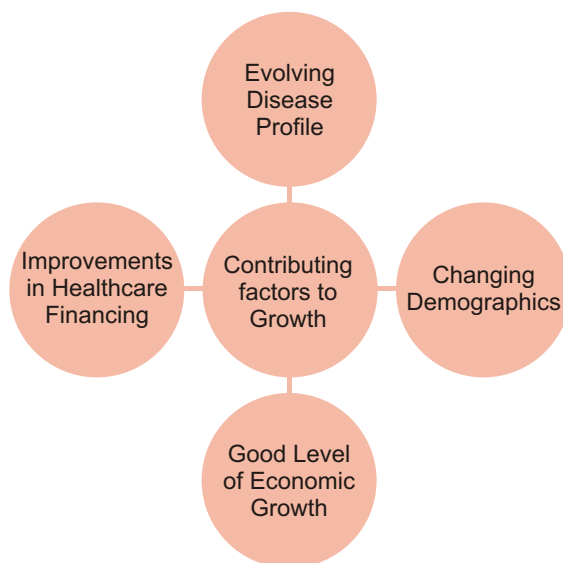 Evolving
Disease
Profile
Improvements
in Healthcare
Financing
Contributing
factors to
Growth
Changing
Demographics
Good Level
of Economic
Growth